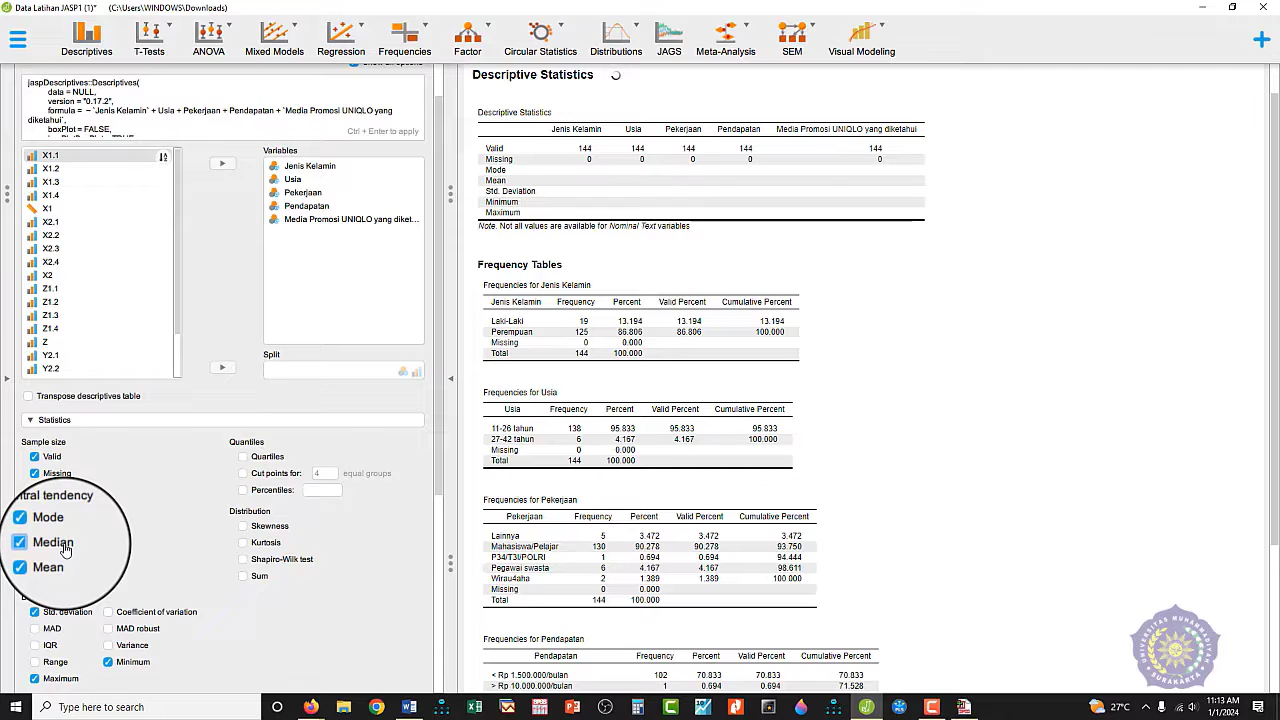 Data Latihan JASP1 (1)* (C:\Users\WINDOWS\Downloads)
Descriptives T-Tests ANOVA Mixed Models Regression Frequencies Factor Circular Statistics Distributions JAGS Meta-Analysis SEM Visual Modeling
jaspDescriptives::Descriptives(
data = NULL,
version = "0.17.2",
formula = ~ `Jenis Kelamin` + Usia + Pekerjaan + Pendapatan + `Media Promosi UNIQLO yang
diketahui`,
boxPlot = FALSE,
Ctrl + Enter to apply
X1.1
X1.2
X1.3
X1.4
X1
X2.1
X2.2
X2.3
X2.4
X2
Z1.1
Z1.2
Z1.3
Z1.4
Z
Y2.1
Y2.2
Variables
Jenis Kelamin
Usia
Pekerjaan
Pendapatan
Media Promosi UNIQLO yang diket...
Split
Transpose descriptives table
Statistics
Sample size
Valid
Missing
ntral tendency
Mode
Median
Mean
Std. deviation Coefficient of variation
MAD MAD robust
IQR Variance
Range Minimum
Maximum
Quantiles
Quartiles
Cut points for: 4 equal groups
Percentiles:
Distribution
Skewness
Kurtosis
Shapiro-Wilk test
Sum
Descriptive Statistics
Descriptive Statistics
Jenis Kelamin Usia Pekerjaan Pendapatan Media Promosi UNIQLO yang diketahui
Valid 144 144 144 144 144
Missing 0 0 0 0 0
Mode
Mean
Std. Deviation
Minimum
Maximum
Note. Not all values are available for Nominal Text variables
Frequency Tables
Frequencies for Jenis Kelamin
Jenis Kelamin Frequency Percent Valid Percent Cumulative Percent
Laki-Laki 19 13.194 13.194 13.194
Perempuan 125 86.806 86.806 100.000
Missing 0 0.000
Total 144 100.000
Frequencies for Usia
Usia Frequency Percent Valid Percent Cumulative Percent
11-26 tahun 138 95.833 95.833 95.833
27-42 tahun 6 4.167 4.167 100.000
Missing 0 0.000
Total 144 100.000
Frequencies for Pekerjaan
Pekerjaan Frequency Percent Valid Percent Cumulative Percent
Lainnya 5 3.472 3.472 3.472
Mahasiswa/Pelajar 130 90.278 90.278 93.750
P34/T3I/POLRI 1 0.694 0.694 94.444
Pegawai swasta 6 4.167 4.167 98.611
Wirau4aha 2 1.389 1.389 100.000
Missing 0 0.000
Total 144 100.000
Frequencies for Pendapatan
Pendapatan Frequency Percent Valid Percent Cumulative Percent
< Rp 1.500.000/bulan 102 70.833 70.833 70.833
> Rp 10.000.000/bulan 1 0.694 0.694 71.528
UNIVERSITAS MUHAMMADIYAH
SURAKARTA
Type here to search
27°C
11:13 AM
1/1/2024